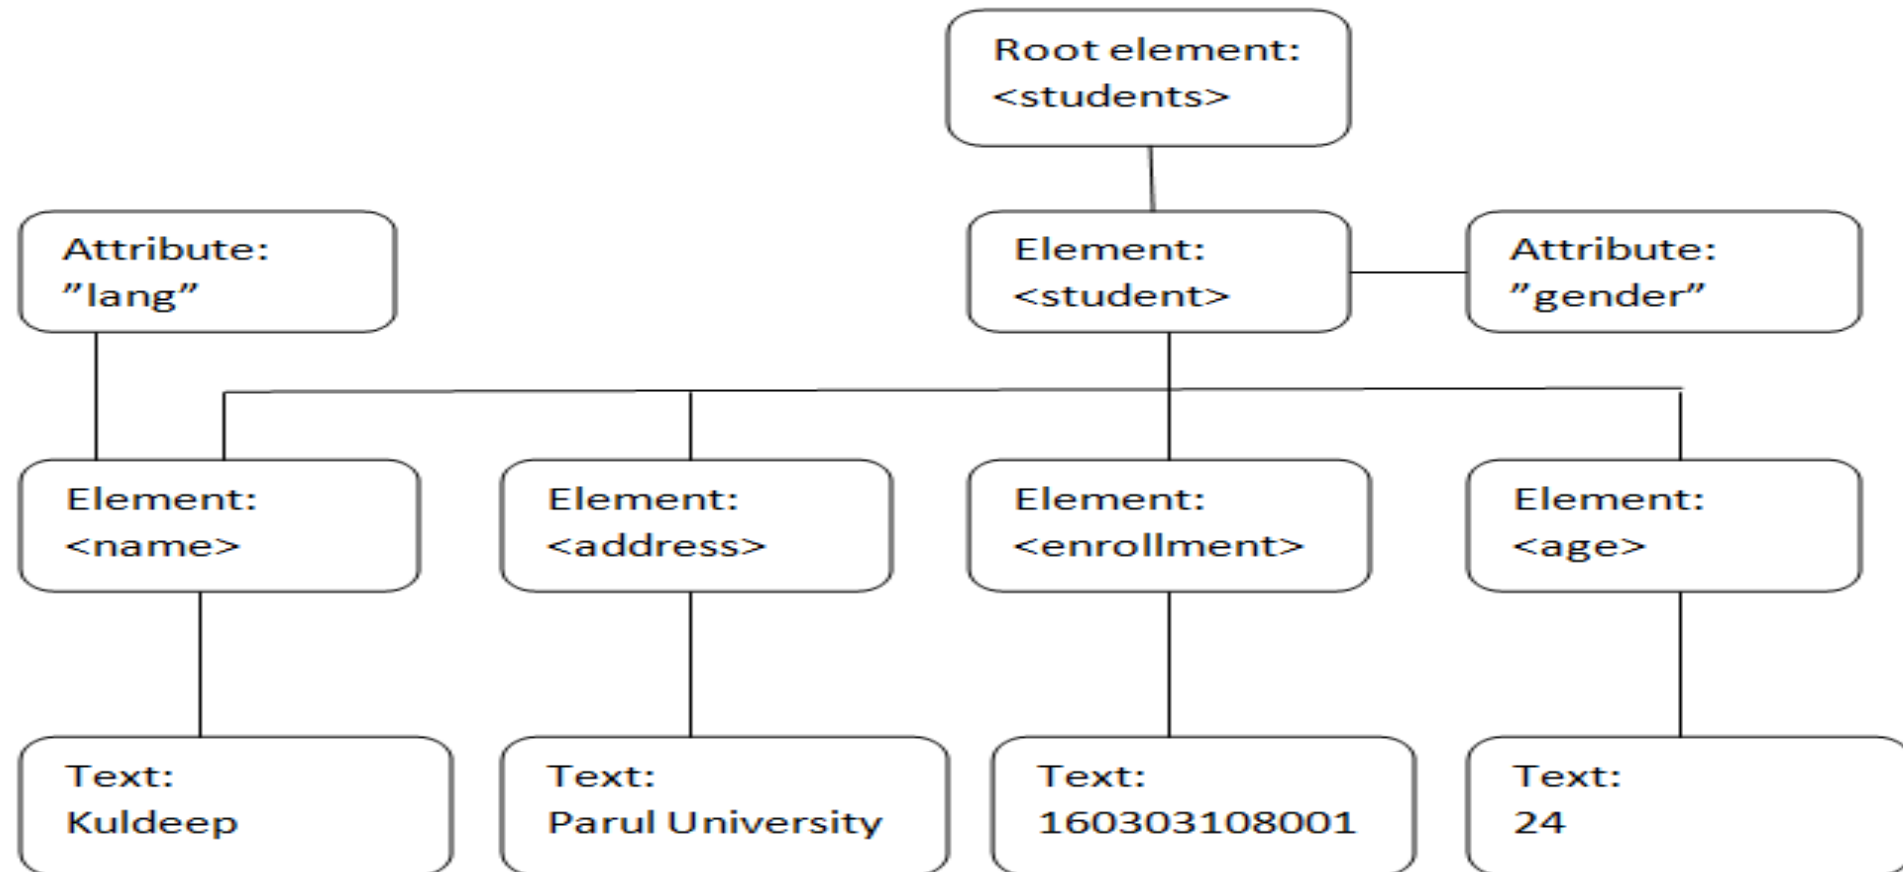 Root element:
<students>
Attribute:
”lang”
Element:
<student>
Attribute:
”gender”
Element:
<name>
Element:
<address>
Element:
<enrollment>
Element:
<age>
Text:
Kuldeep
Text:
Parul University
Text:
160303108001
Text:
24